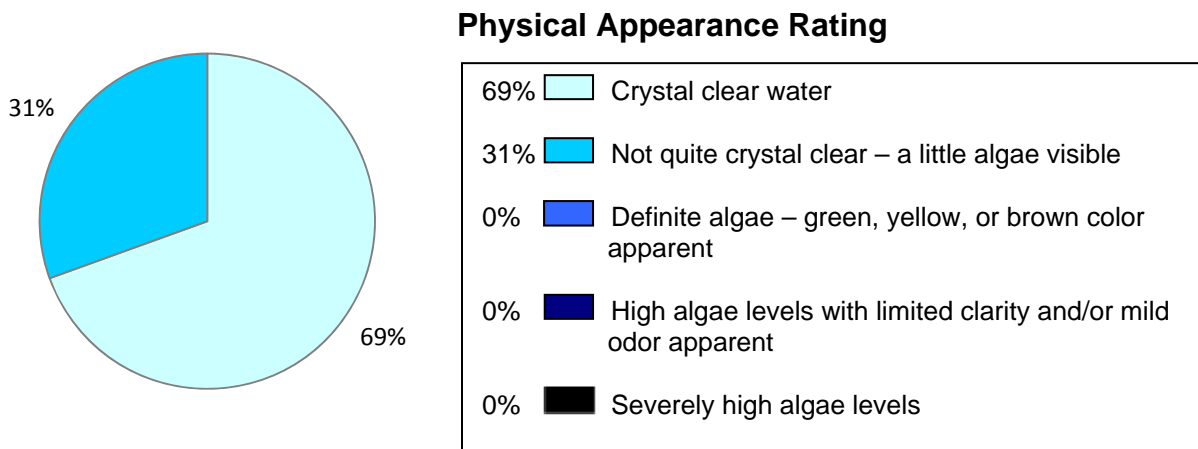 Physical Appearance Rating
31%
69%
69% Crystal clear water
31% Not quite crystal clear – a little algae visible
0% Definite algae – green, yellow, or brown color
apparent
0% High algae levels with limited clarity and/or mild
odor apparent
0% Severely high algae levels